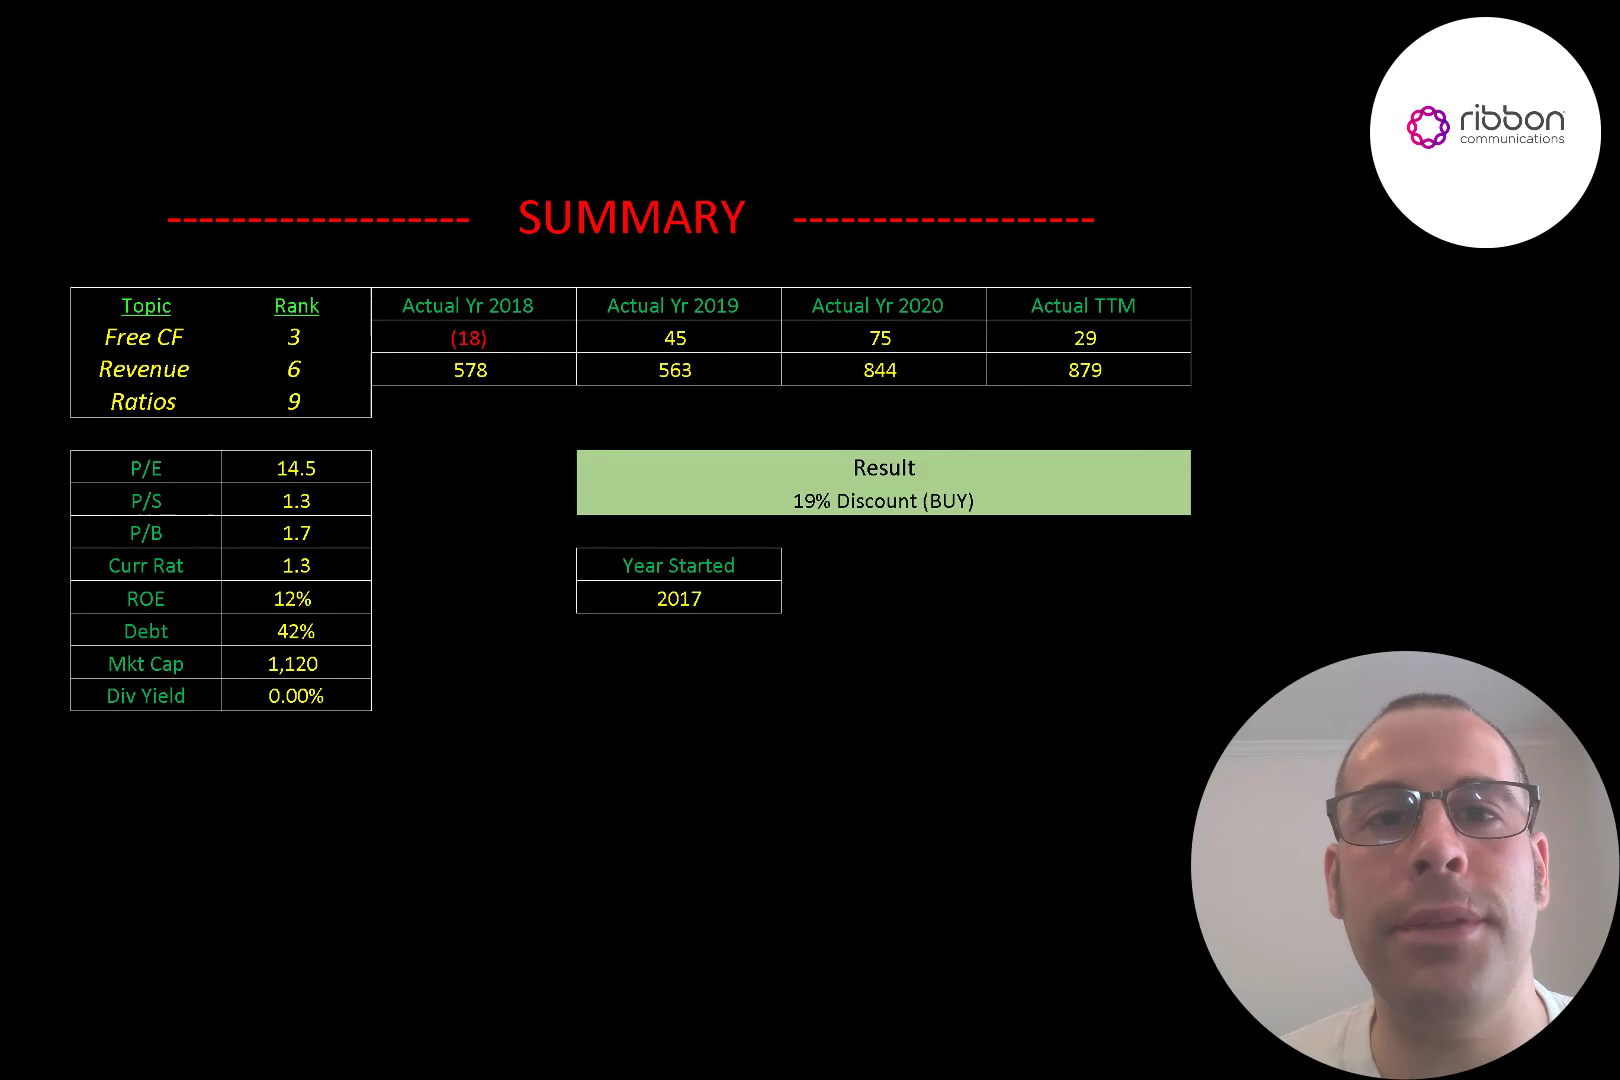 ribbon
communications
------------------- SUMMARY -------------------
Topic Rank Actual Yr 2018 Actual Yr 2019 Actual Yr 2020 Actual TTM
Free CF 3 (18) 45 75 29
Revenue 6 578 563 844 879
Ratios 9
P/E 14.5
P/S 1.3
P/B 1.7
Curr Rat 1.3
ROE 12%
Debt 42%
Mkt Cap 1,120
Div Yield 0.00%
Result
19% Discount (BUY)
Year Started
2017